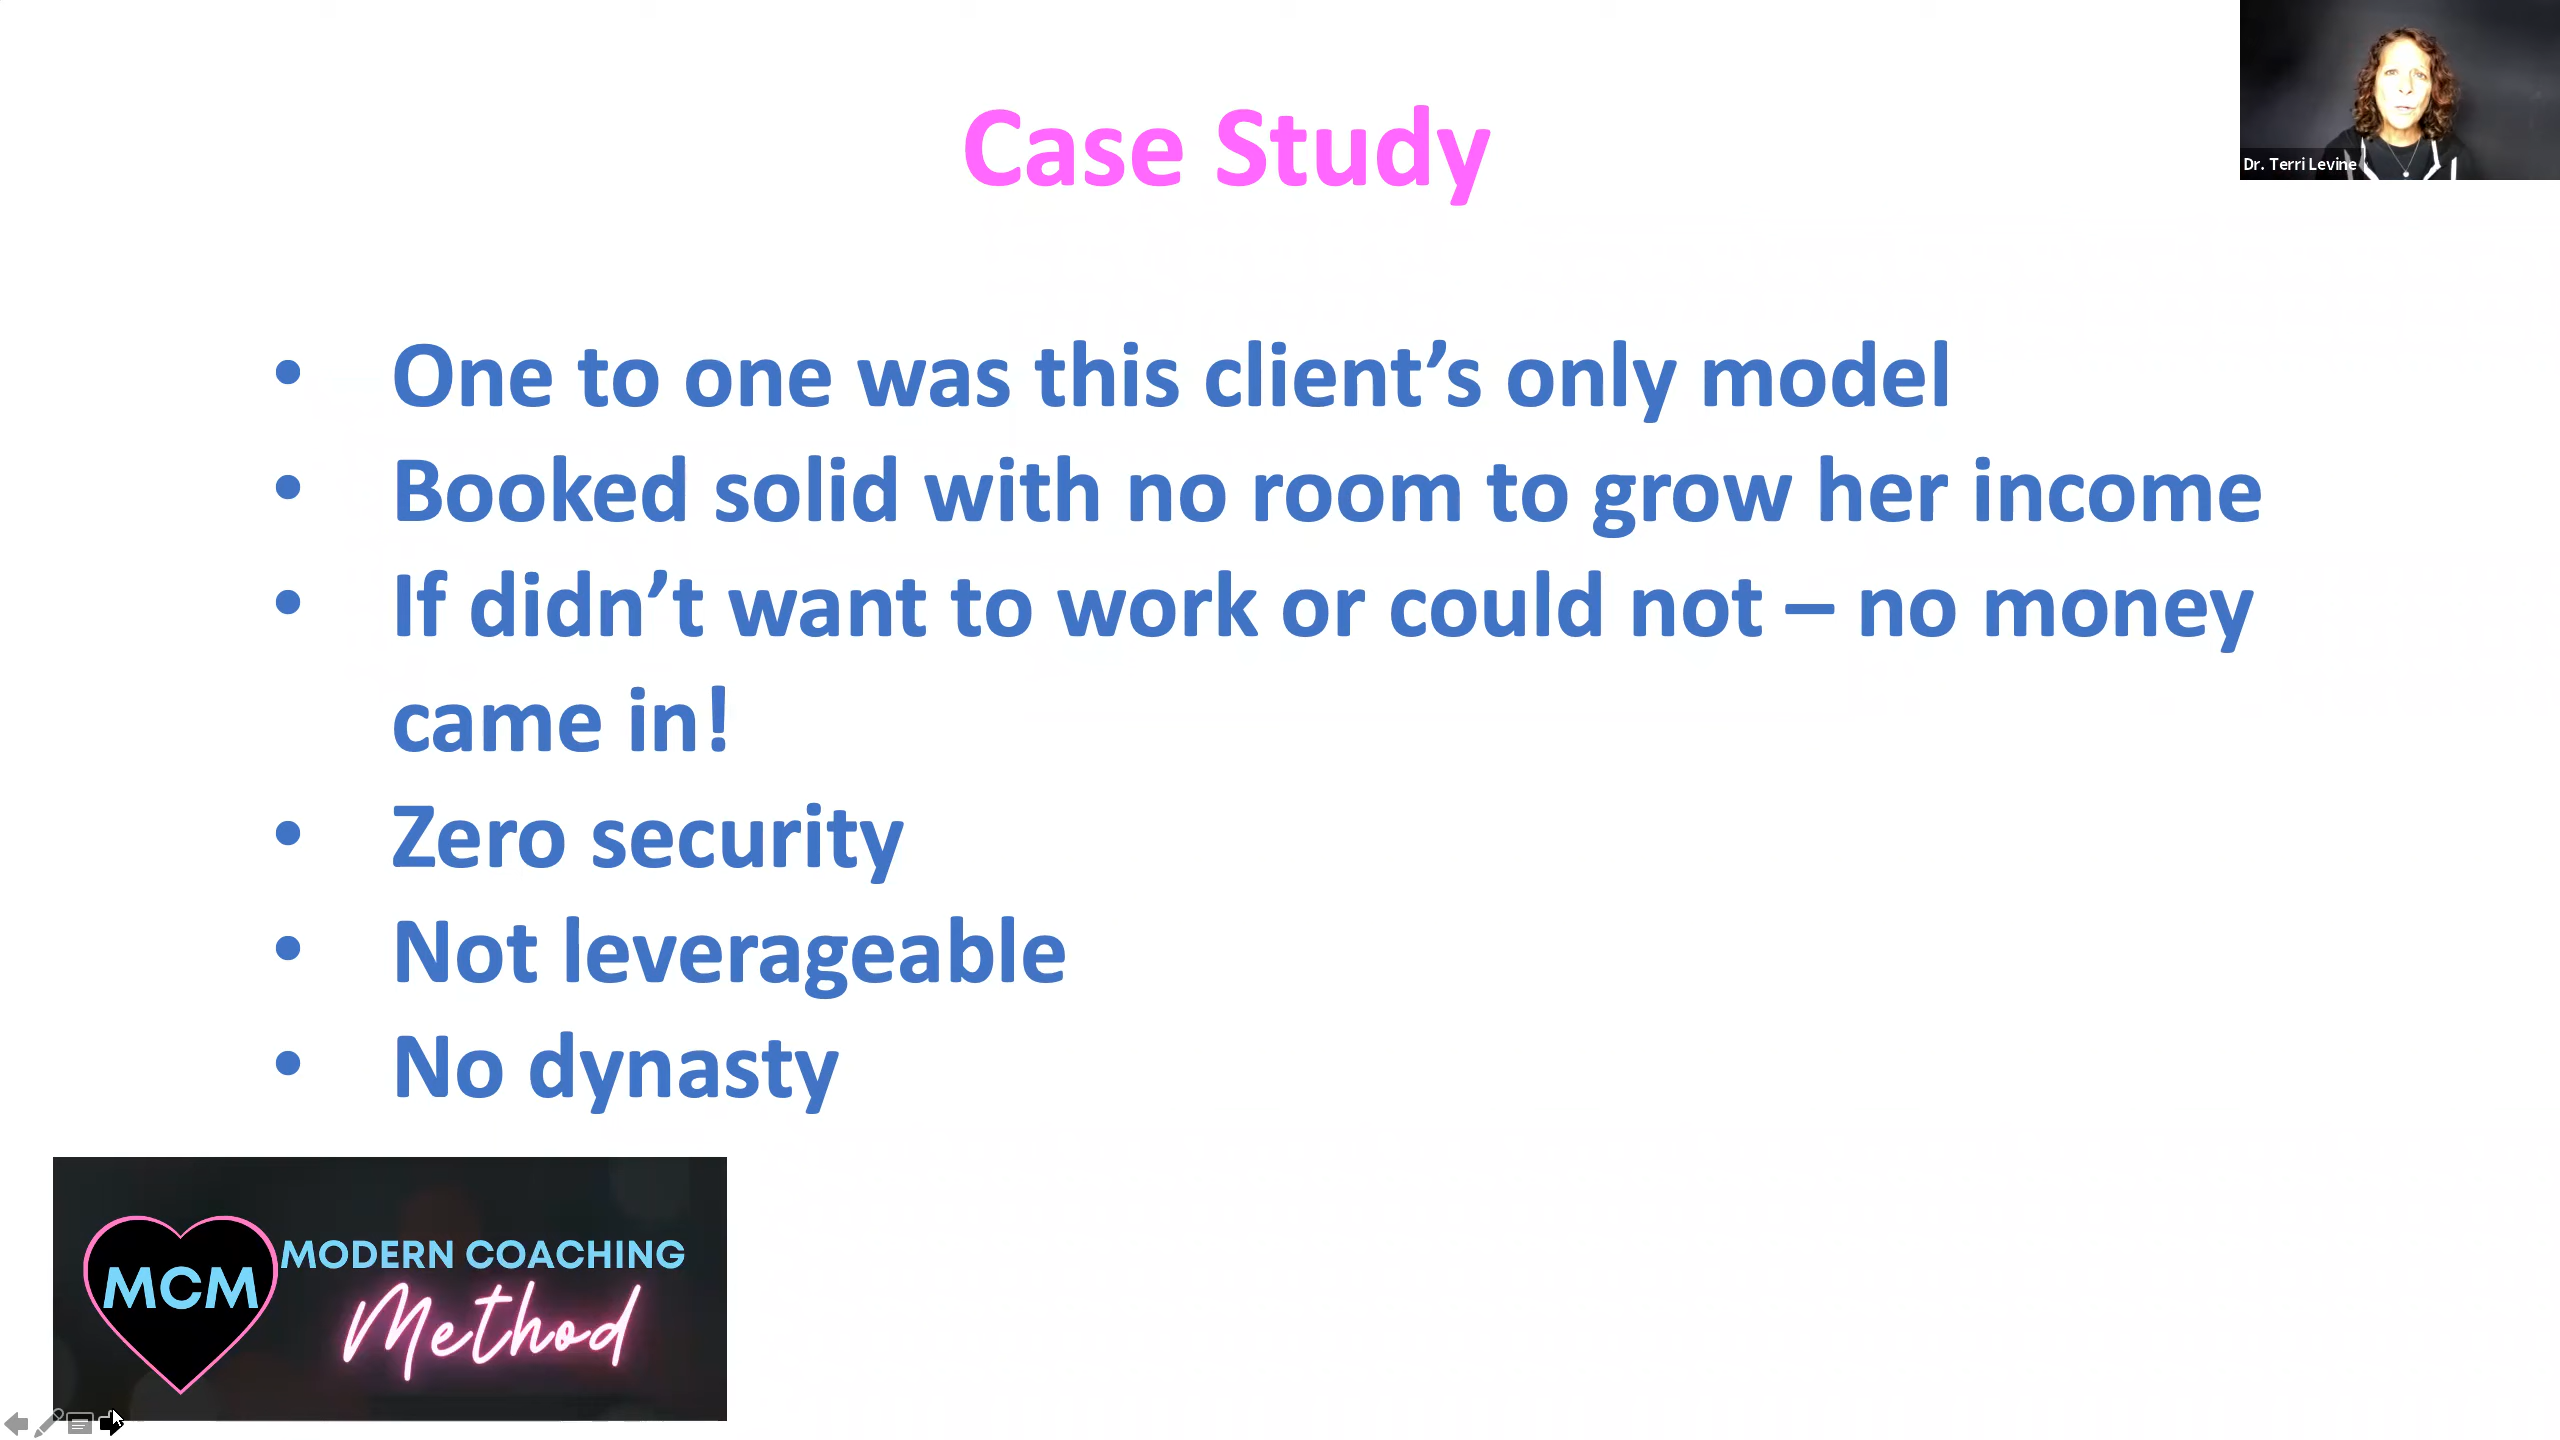 Case Study
Dr. Terri Levine
• One to one was this client’s only model
• Booked solid with no room to grow her income
• If didn’t want to work or could not – no money
came in!
• Zero security
• Not leverageable
• No dynasty
MCM
MODERN COACHING
Method